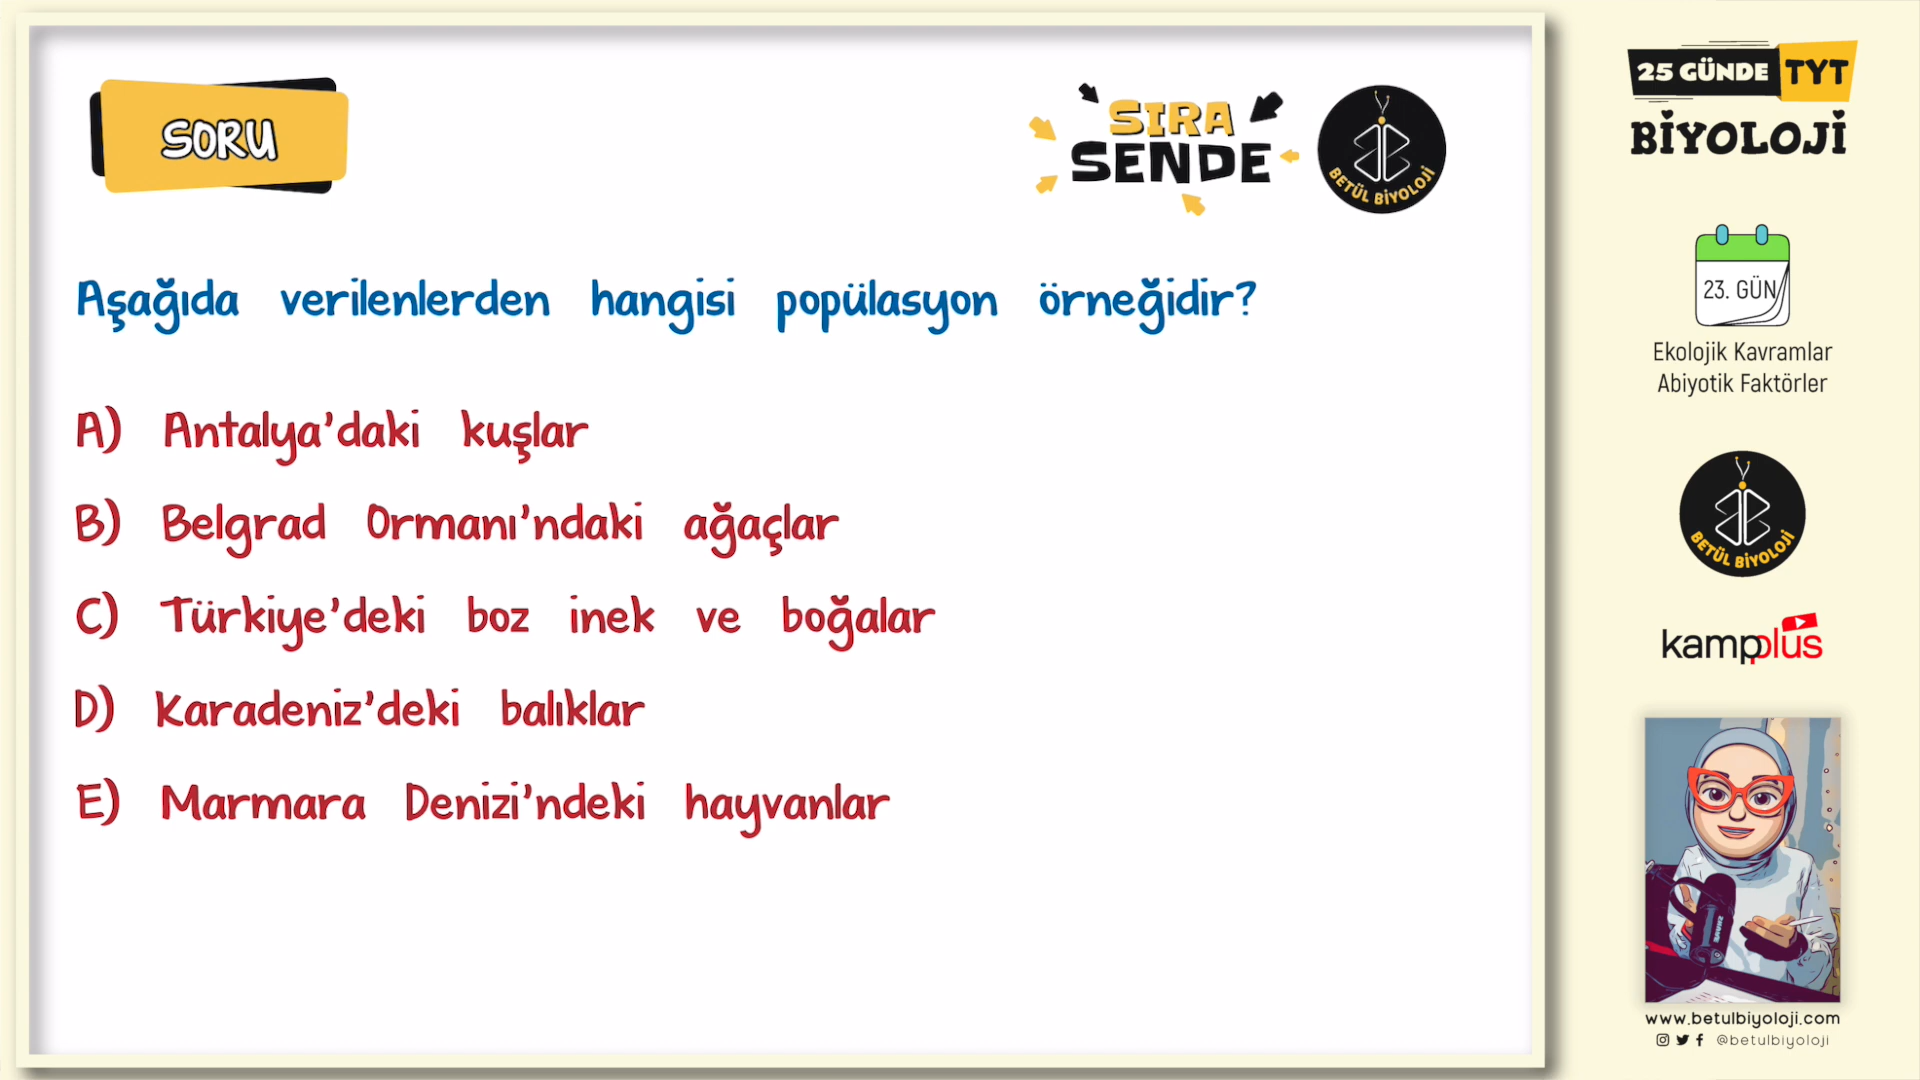 SORU
SIRA
SENDE
BETÜL BİYOLOJİ
Aşağıda verilenlerden hangisi popülasyon örneğidir?
A) Antalya'daki kuşlar
B) Belgrad Ormanı'ndaki ağaçlar
C) Türkiye'deki boz inek ve boğalar
D) Karadeniz'deki balıklar
E) Marmara Denizi'ndeki hayvanlar
25 GÜNDE TYT
BİYOLOJİ
23. GÜN
Ekolojik Kavramlar
Abiyotik Faktörler
BETÜL BİYOLOJİ
kampplus
www.betulbiyoloji.com
@betulbiyoloji